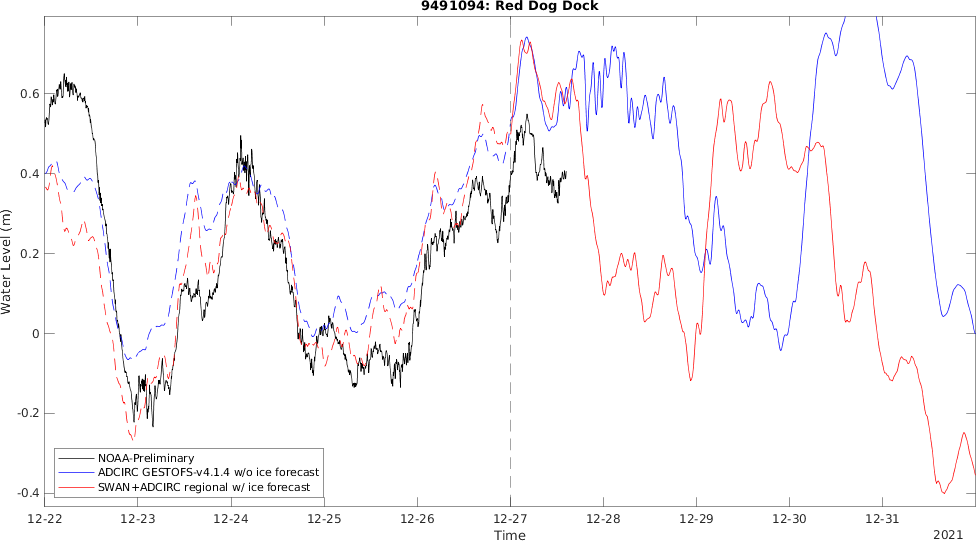 9491094: Red Dog Dock
Water Level (m)
0.6
0.4
0.2
0
-0.2
-0.4
NOAA-Preliminary
ADCIRC GESTOFS-v4.1.4 w/o ice forecast
SWAN+ADCIRC regional w/ ice forecast
12-22 12-23 12-24 12-25 12-26 12-27 12-28 12-29 12-30 12-31
Time
2021